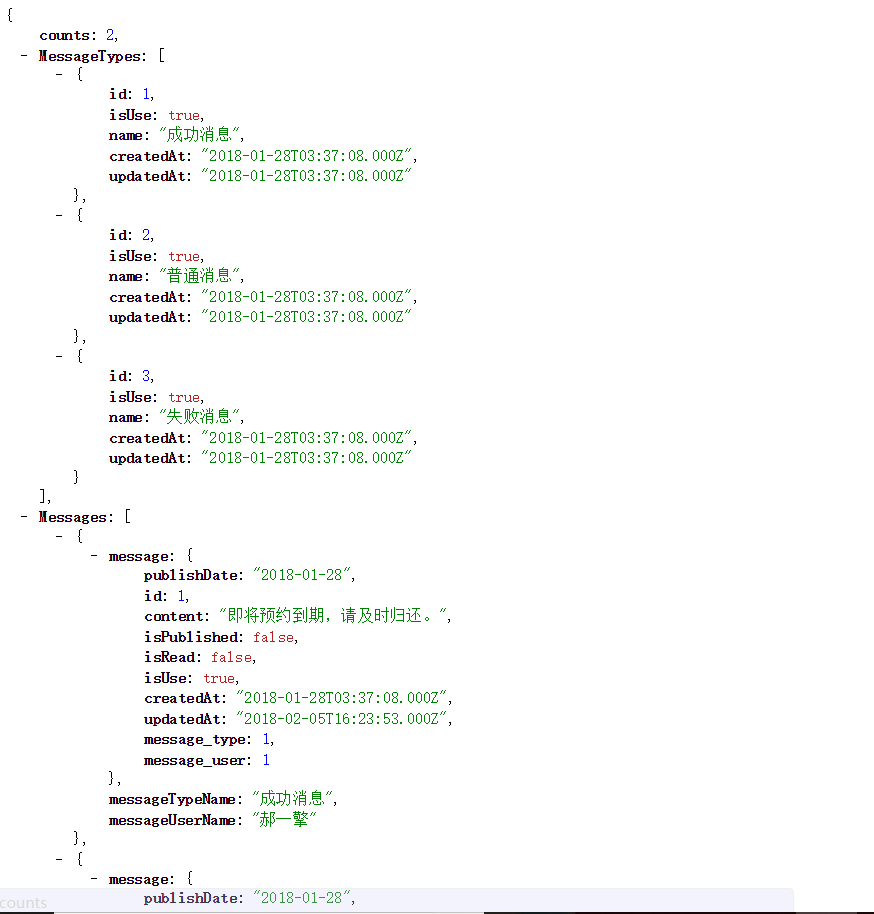 {
counts: 2,
- MessageTypes: [
- {
id: 1,
isUse: true,
name: "成功消息",
createdAt: "2018-01-28T03:37:08.000Z",
updatedAt: "2018-01-28T03:37:08.000Z"
},
- {
id: 2,
isUse: true,
name: "普通消息",
createdAt: "2018-01-28T03:37:08.000Z",
updatedAt: "2018-01-28T03:37:08.000Z"
},
- {
id: 3,
isUse: true,
name: "失败消息",
createdAt: "2018-01-28T03:37:08.000Z",
updatedAt: "2018-01-28T03:37:08.000Z"
}
],
- Messages: [
- {
- message: {
publishDate: "2018-01-28",
id: 1,
content: "即将预约到期，请及时归还。",
isPublished: false,
isRead: false,
isUse: true,
createdAt: "2018-01-28T03:37:08.000Z",
updatedAt: "2018-02-05T16:23:53.000Z",
message_type: 1,
message_user: 1
},
messageTypeName: "成功消息",
messageUserName: "郝一擎"
},
- {
- message: {
publishDate: "2018-01-28",
counts